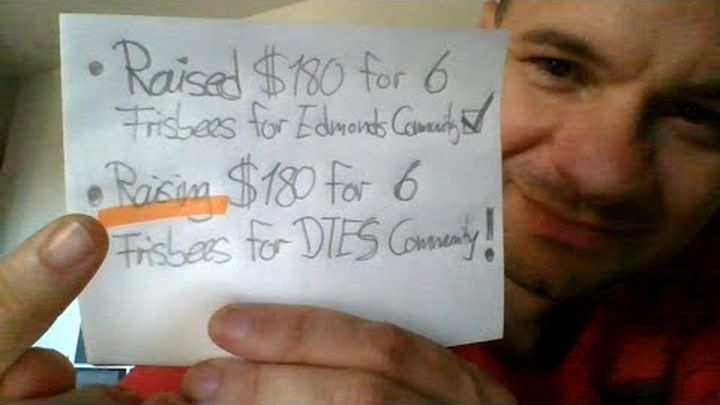 • Raised $180 for 6
Frisbees for Edmonds Community ☑
• Raising $180 for 6
Frisbees for DTES Community!